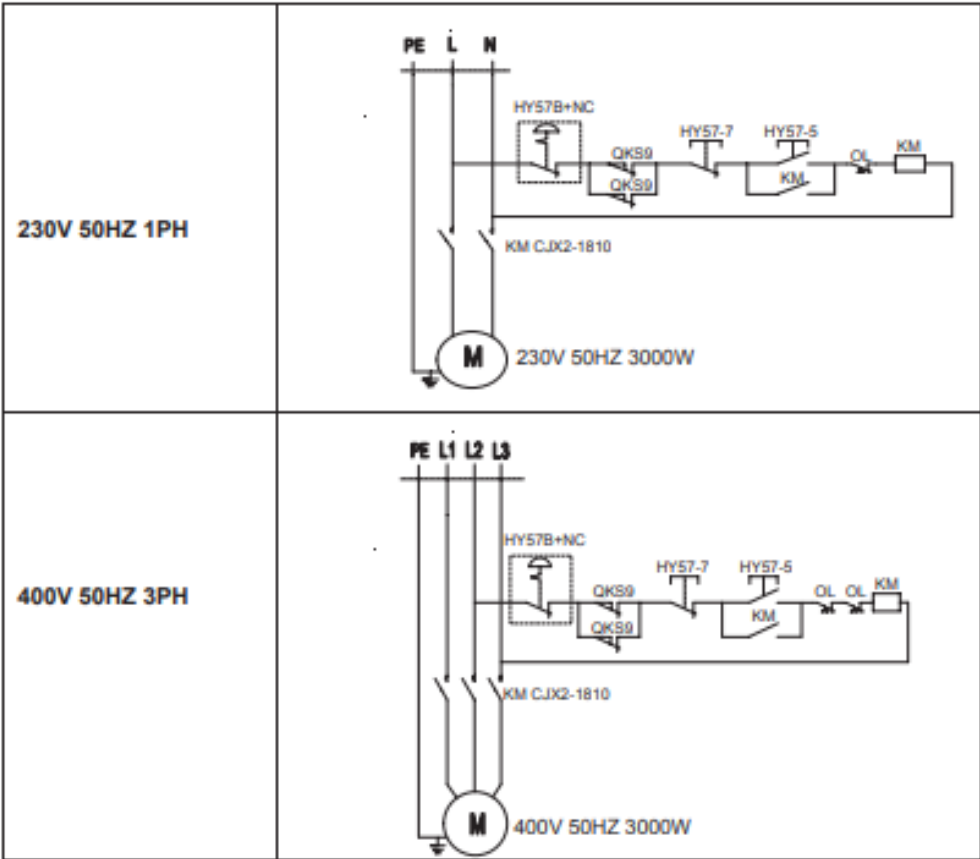 230V 50HZ 1PH
PE L N
HY57B+NC
HY57-7
HY57-5
QKS9
OL
KM
QKS9
KM
KM CJX2-1810
M
230V 50HZ 3000W
400V 50HZ 3PH
PE L1 L2 L3
HY57B+NC
HY57-7
HY57-5
QKS9
OL
OL
KM
QKS9
KM
KM CJX2-1810
M
400V 50HZ 3000W